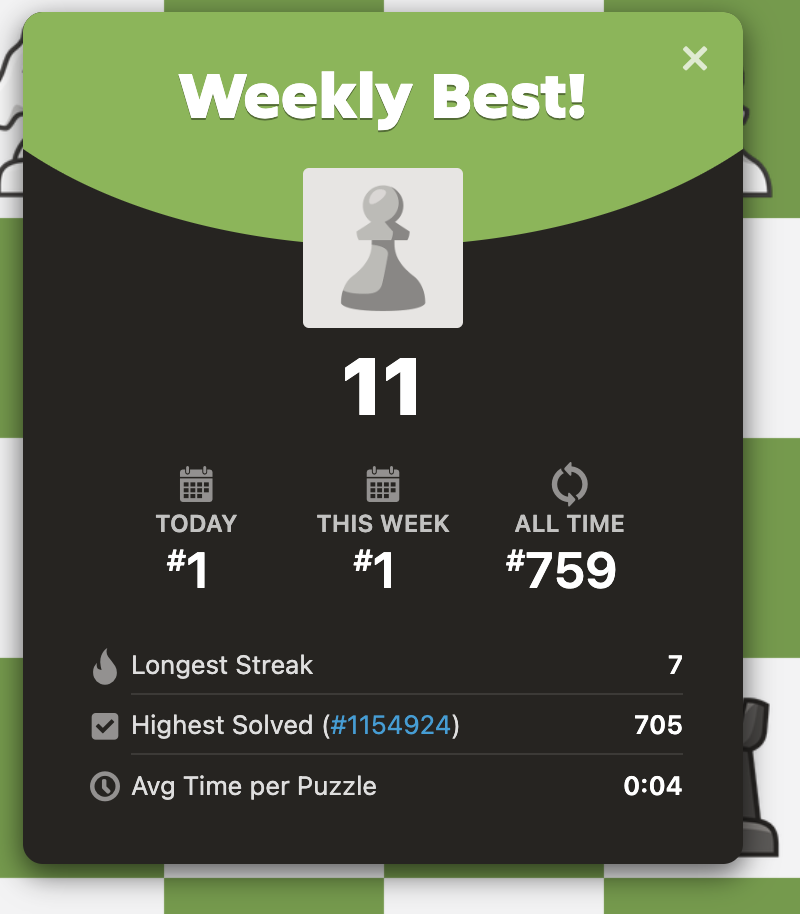 Weekly Best!
11
TODAY THIS WEEK ALL TIME
#1 #1 #759
Longest Streak 7
Highest Solved (#1154924) 705
Avg Time per Puzzle 0:04